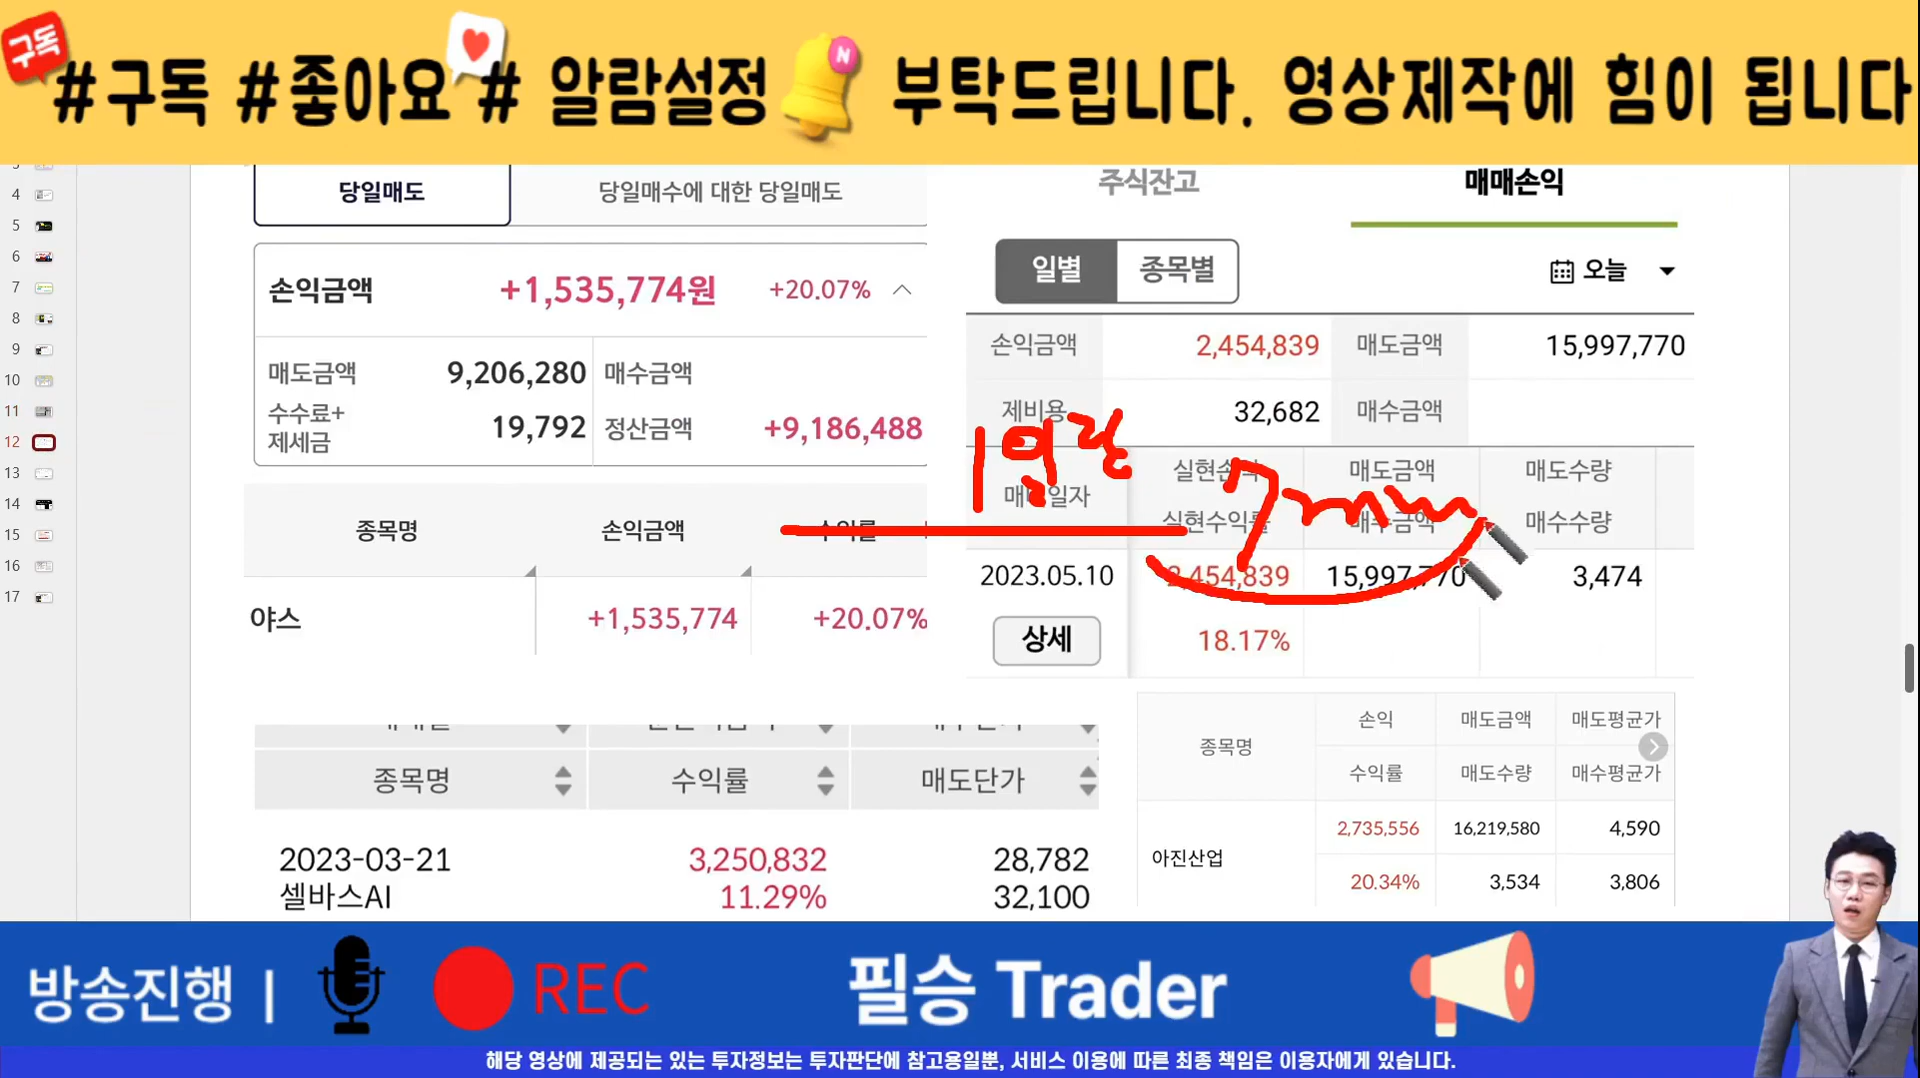 구독
#구독 #좋아요 # 알람설정 N 부탁드립니다. 영상제작에 힘이 됩니다
4
5
6
7
8
9
10
11
12
13
14
15
16
17
당일매도 당일매수에 대한 당일매도
손익금액 +1,535,774원 +20.07%
매도금액 9,206,280 매수금액
수수료+
제세금 19,792 정산금액 +9,186,488
종목명 손익금액 수익률
야스 +1,535,774 +20.07%
주식잔고 매매손익
일별 종목별 오늘
손익금액 2,454,839 매도금액 15,997,770
제비용 32,682 매수금액
매매일자 실현손익 매도금액 매도수량
실현수익률 매수금액 매수수량
2023.05.10 2,454,839 15,997,770 3,474
상세 18.17%
종목명 수익률 매도단가
2023-03-21 3,250,832 28,782
셀바스AI 11.29% 32,100
종목명 손익 매도금액 매도평균가
수익률 매도수량 매수평균가
아진산업 2,735,556 16,219,580 4,590
20.34% 3,534 3,806
방송진행 | REC 필승 Trader
해당 영상에 제공되는 있는 투자정보는 투자판단에 참고용일뿐, 서비스 이용에 따른 최종 책임은 이용자에게 있습니다.